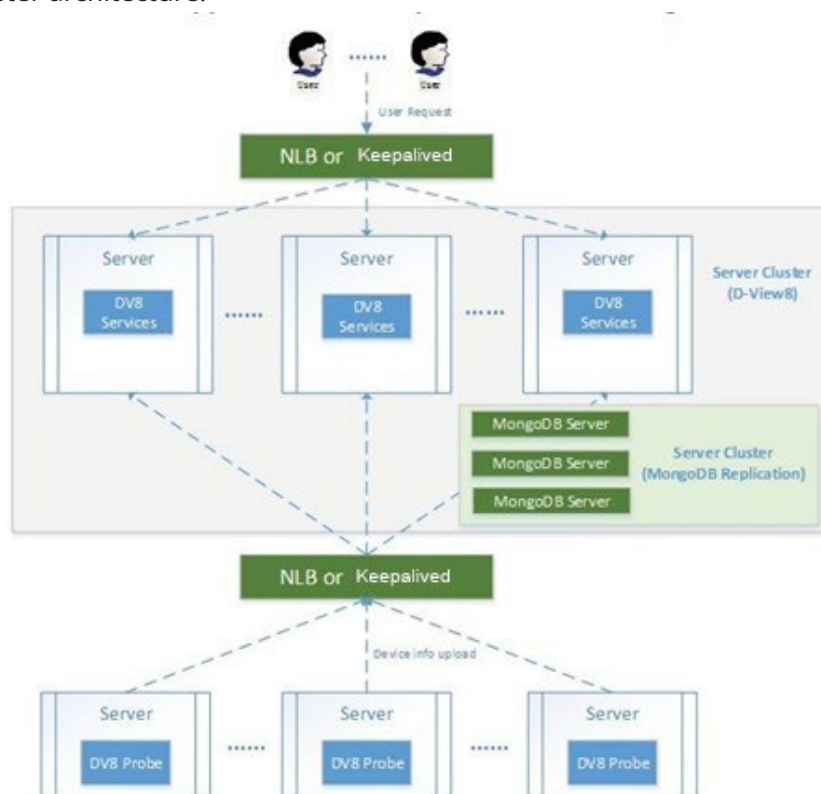 ter architecture.
User
......
User
User Request
NLB or Keepalived
Server
Server
Server
DV8
Services
......
DV8
Services
......
DV8
Services
Server Cluster
(D-View8)
MongoDB Server
MongoDB Server
MongoDB Server
Server Cluster
(MongoDB Replication)
NLB or Keepalived
Device info upload
Server
Server
Server
DV8 Probe
......
DV8 Probe
......
DV8 Probe